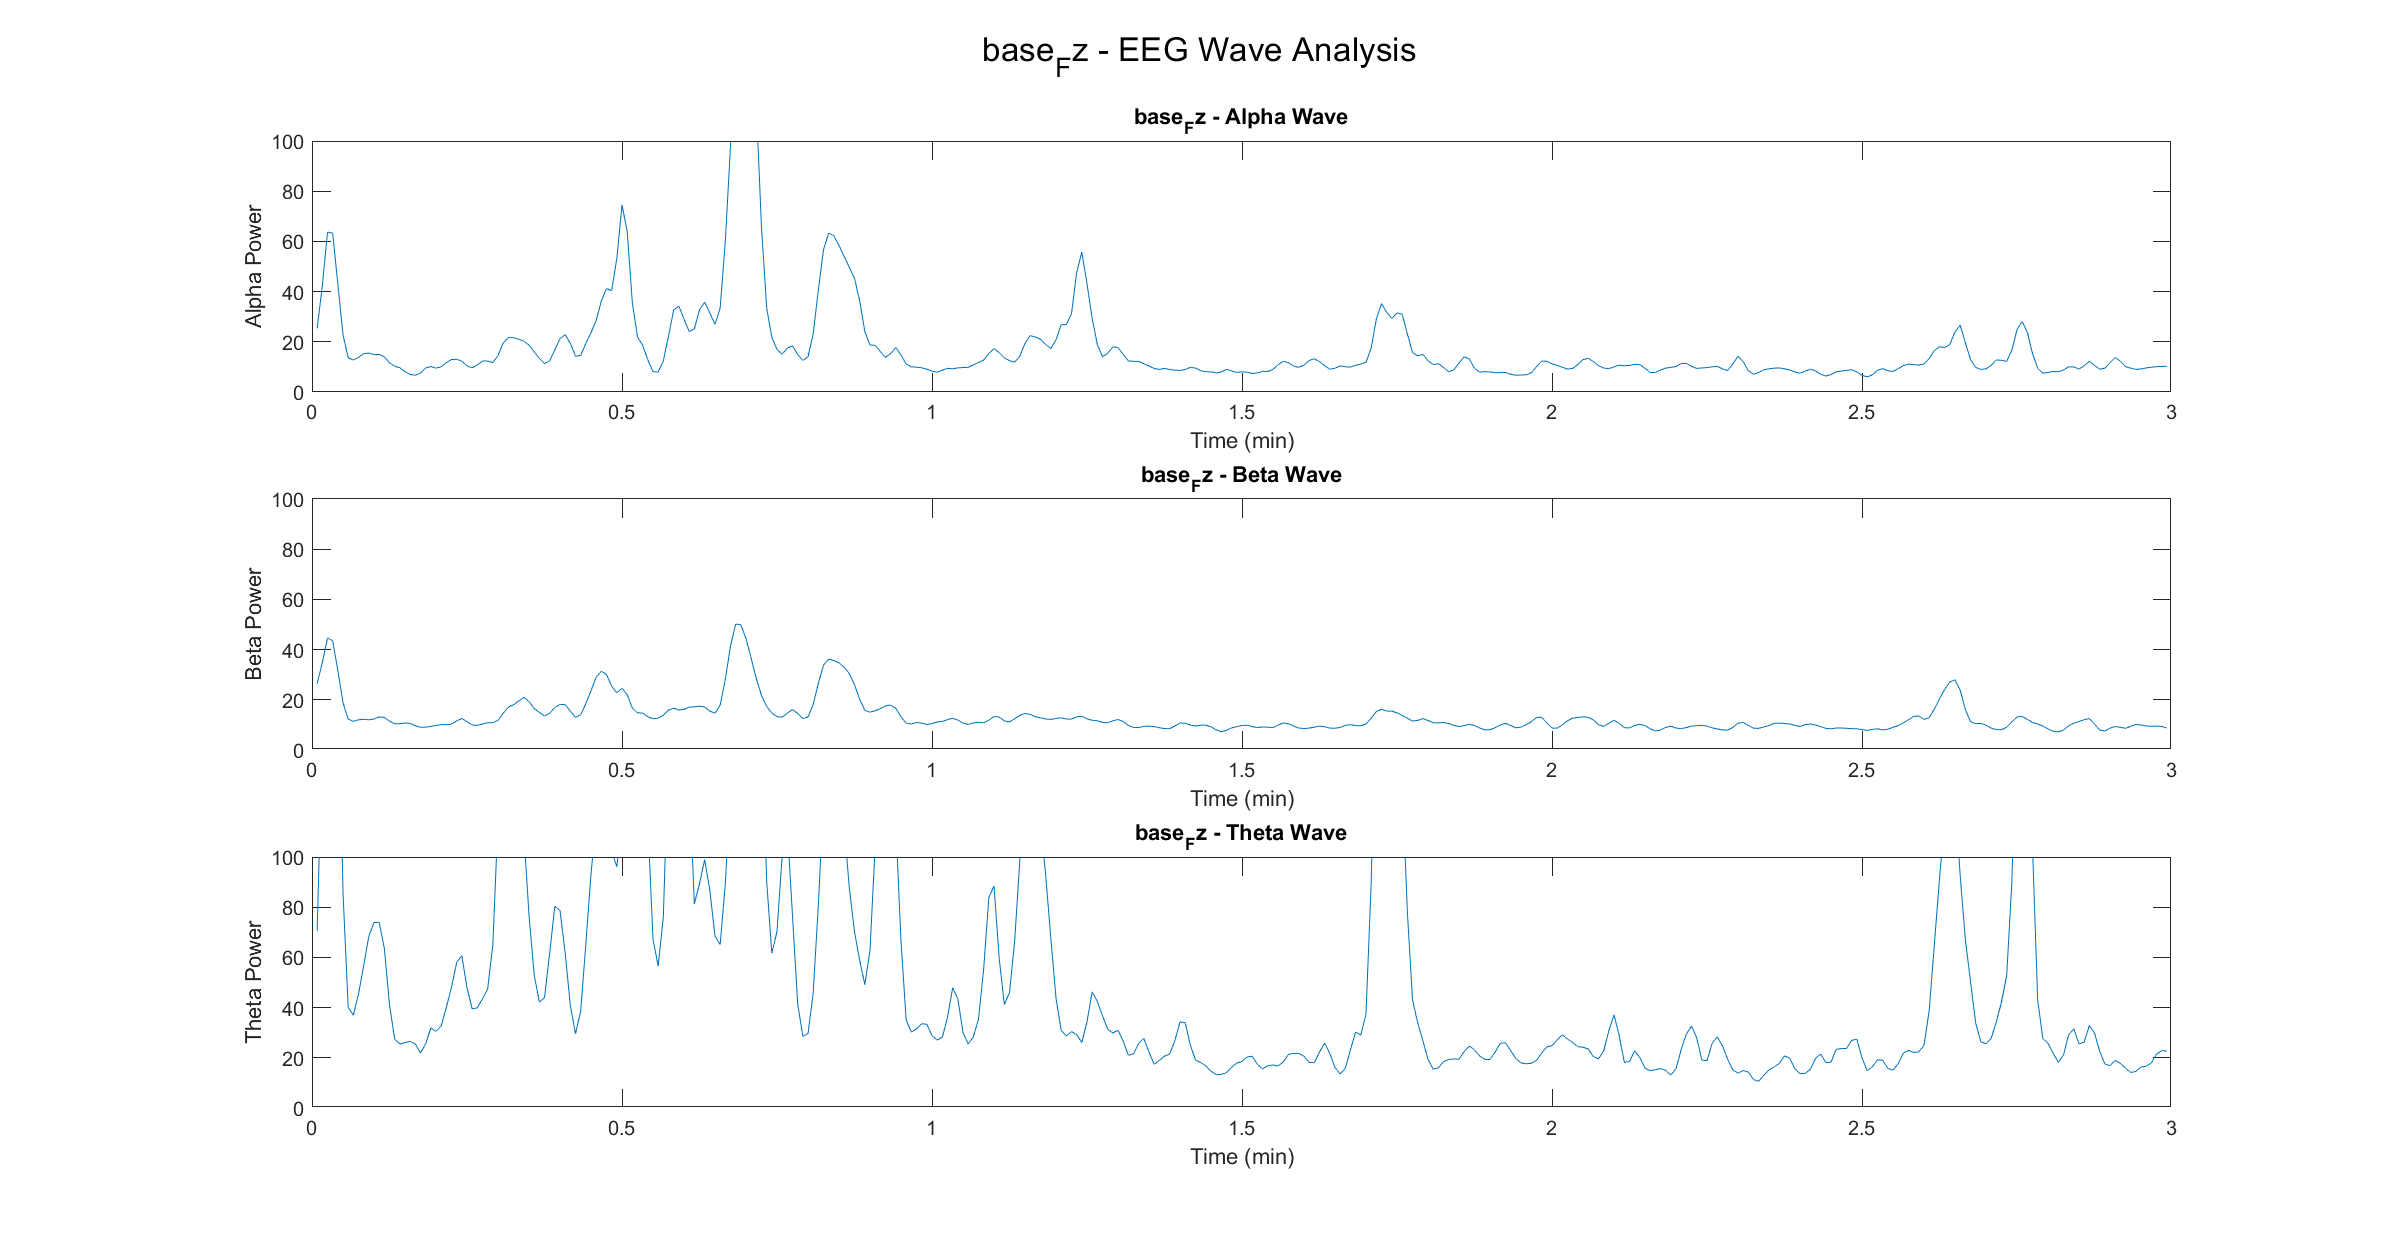 base_Fz - EEG Wave Analysis
base_Fz - Alpha Wave
Alpha Power
100
80
60
40
20
0
0 0.5 1 1.5 2 2.5 3
Time (min)
base_Fz - Beta Wave
Beta Power
100
80
60
40
20
0
0 0.5 1 1.5 2 2.5 3
Time (min)
base_Fz - Theta Wave
Theta Power
100
80
60
40
20
0
0 0.5 1 1.5 2 2.5 3
Time (min)